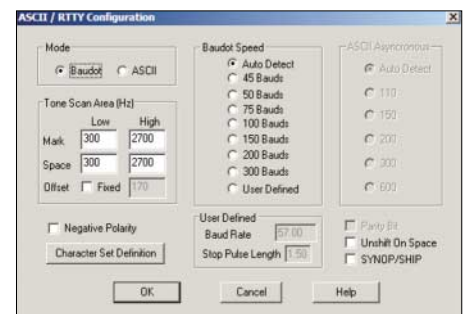 ASCII / RTTY Configuration
Mode
Baudot
ASCII
Tone Scan Area (Hz)
Low High
Mark 300 2700
Space 300 2700
Offset Fixed 170
Negative Polarity
Character Set Definition
Baudot Speed
Auto Detect
45 Bauds
50 Bauds
75 Bauds
100 Bauds
150 Bauds
200 Bauds
300 Bauds
User Defined
User Defined
Baud Rate 57.00
Stop Pulse Length 1.50
ASCII Asyncronous
Auto Detect
110
150
200
300
600
Parity Bit
Unshift On Space
SYNOP/SHIP
OK Cancel Help